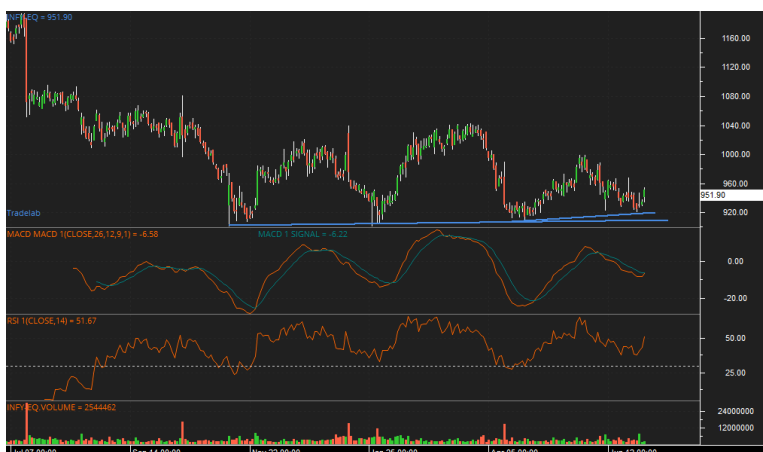 INFY-EQ = 951.90
1160.00
1120.00
1080.00
1040.00
1000.00
960.00
951.90
920.00
Tradelab
MACD MACD 1(CLOSE,26,12,9,1) = -6.58 MACD 1 SIGNAL = -6.22
0.00
-20.00
RSI 1(CLOSE,14) = 51.67
50.00
25.00
INFY-EQ.VOLUME = 2544462
24000000
12000000